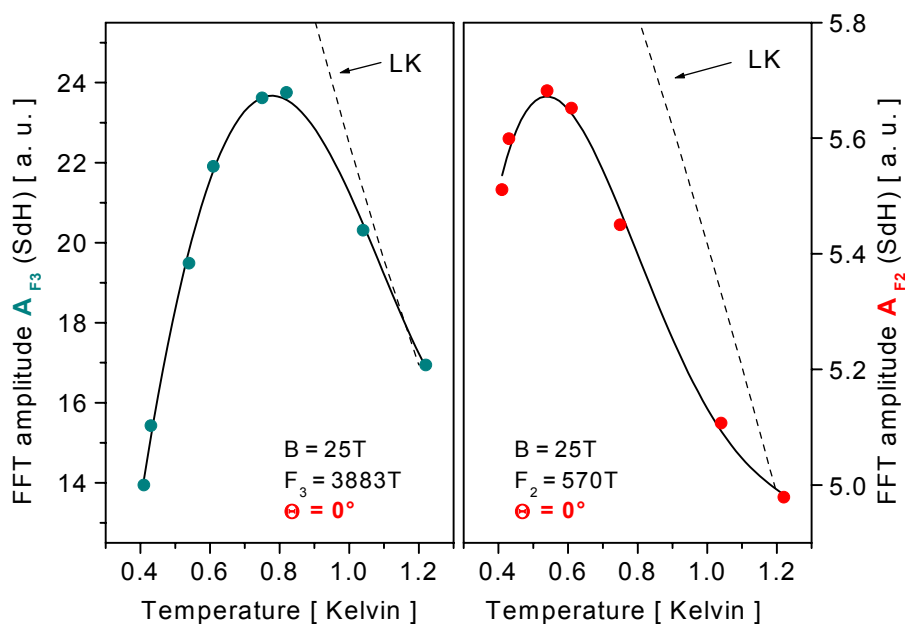 FFT amplitude A F3 (SdH) [ a. u. ]
24
22
20
18
16
14
LK
B = 25T
F3 = 3883T
Θ = 0°
0.4 0.6 0.8 1.0 1.2
Temperature [ Kelvin ]
LK
B = 25T
F2 = 570T
Θ = 0°
0.4 0.6 0.8 1.0 1.2
Temperature [ Kelvin ]
5.8
5.6
5.4
5.2
5.0
FFT amplitude A F2 (SdH) [ a. u. ]